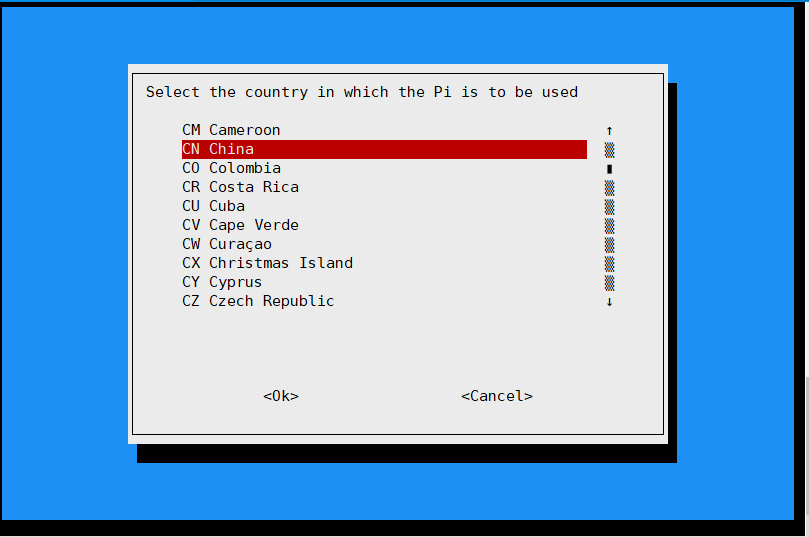 Select the country in which the Pi is to be used
CM Cameroon
CN China
CO Colombia
CR Costa Rica
CU Cuba
CV Cape Verde
CW Curaçao
CX Christmas Island
CY Cyprus
CZ Czech Republic
<Ok> <Cancel>